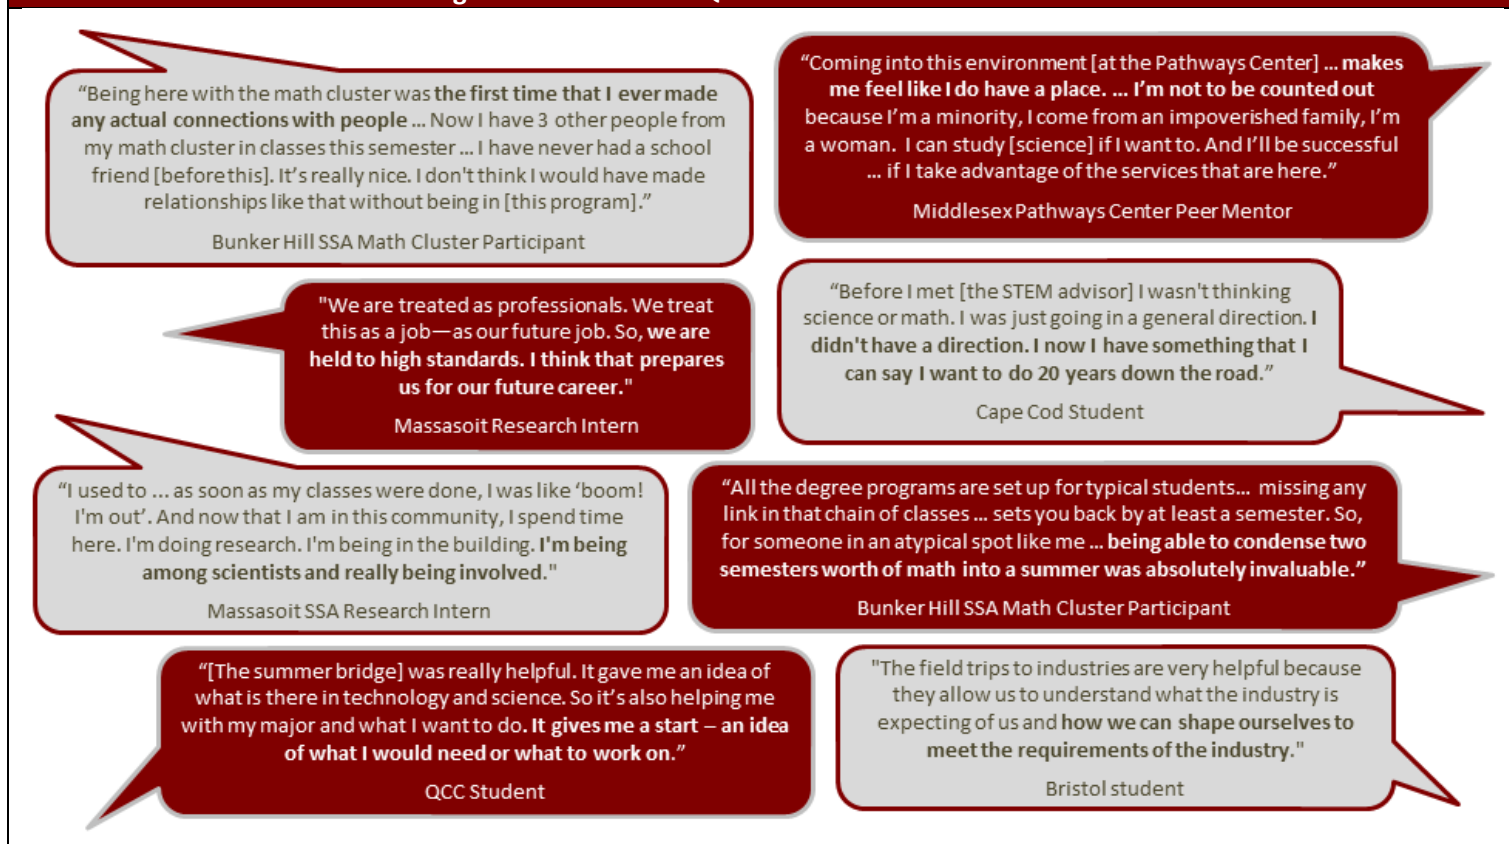 “Being here with the math cluster was the first time that I ever made
any actual connections with people … Now I have 3 other people from
my math cluster in classes this semester … I have never had a school
friend [before this]. It’s really nice. I don't think I would have made
relationships like that without being in [this program].”
Bunker Hill SSA Math Cluster Participant
“Coming into this environment [at the Pathways Center] … makes
me feel like I do have a place. … I’m not to be counted out
because I’m a minority, I come from an impoverished family, I’m
a woman. I can study [science] if I want to. And I’ll be successful
… if I take advantage of the services that are here.”
Middlesex Pathways Center Peer Mentor
"We are treated as professionals. We treat
this as a job—as our future job. So, we are
held to high standards. I think that prepares
us for our future career."
Massasoit Research Intern
“Before I met [the STEM advisor] I wasn't thinking
science or math. I was just going in a general direction. I
didn't have a direction. I now I have something that I
can say I want to do 20 years down the road.”
Cape Cod Student
“I used to … as soon as my classes were done, I was like ‘boom!
I'm out’. And now that I am in this community, I spend time
here. I'm doing research. I'm being in the building. I'm being
among scientists and really being involved."
Massasoit SSA Research Intern
“All the degree programs are set up for typical students… missing any
link in that chain of classes … sets you back by at least a semester. So,
for someone in an atypical spot like me … being able to condense two
semesters worth of math into a summer was absolutely invaluable.”
Bunker Hill SSA Math Cluster Participant
“[The summer bridge] was really helpful. It gave me an idea of
what is there in technology and science. So it’s also helping me
with my major and what I want to do. It gives me a start – an idea
of what I would need or what to work on.”
QCC Student
"The field trips to industries are very helpful because
they allow us to understand what the industry is
expecting of us and how we can shape ourselves to
meet the requirements of the industry."
Bristol student